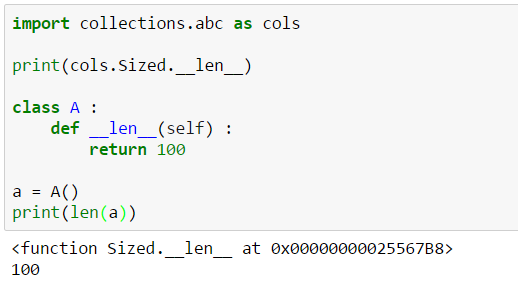 import collections.abc as cols
print(cols.Sized.__len__)
class A :
    def __len__(self) :
        return 100
a = A()
print(len(a))
<function Sized.__len__ at 0x00000000025567B8>
100